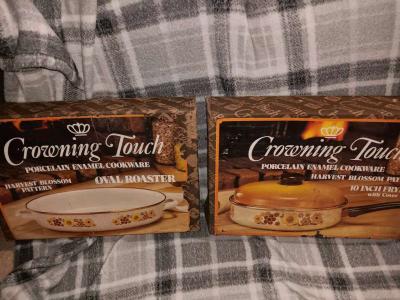 Crowning Touch
PORCELAIN ENAMEL COOKWARE
HARVEST BLOSSOM
PATTERN
OVAL ROASTER
Crowning Touch
PORCELAIN ENAMEL COOKWARE
HARVEST BLOSSOM PAT
10 INCH FRY
with Cover